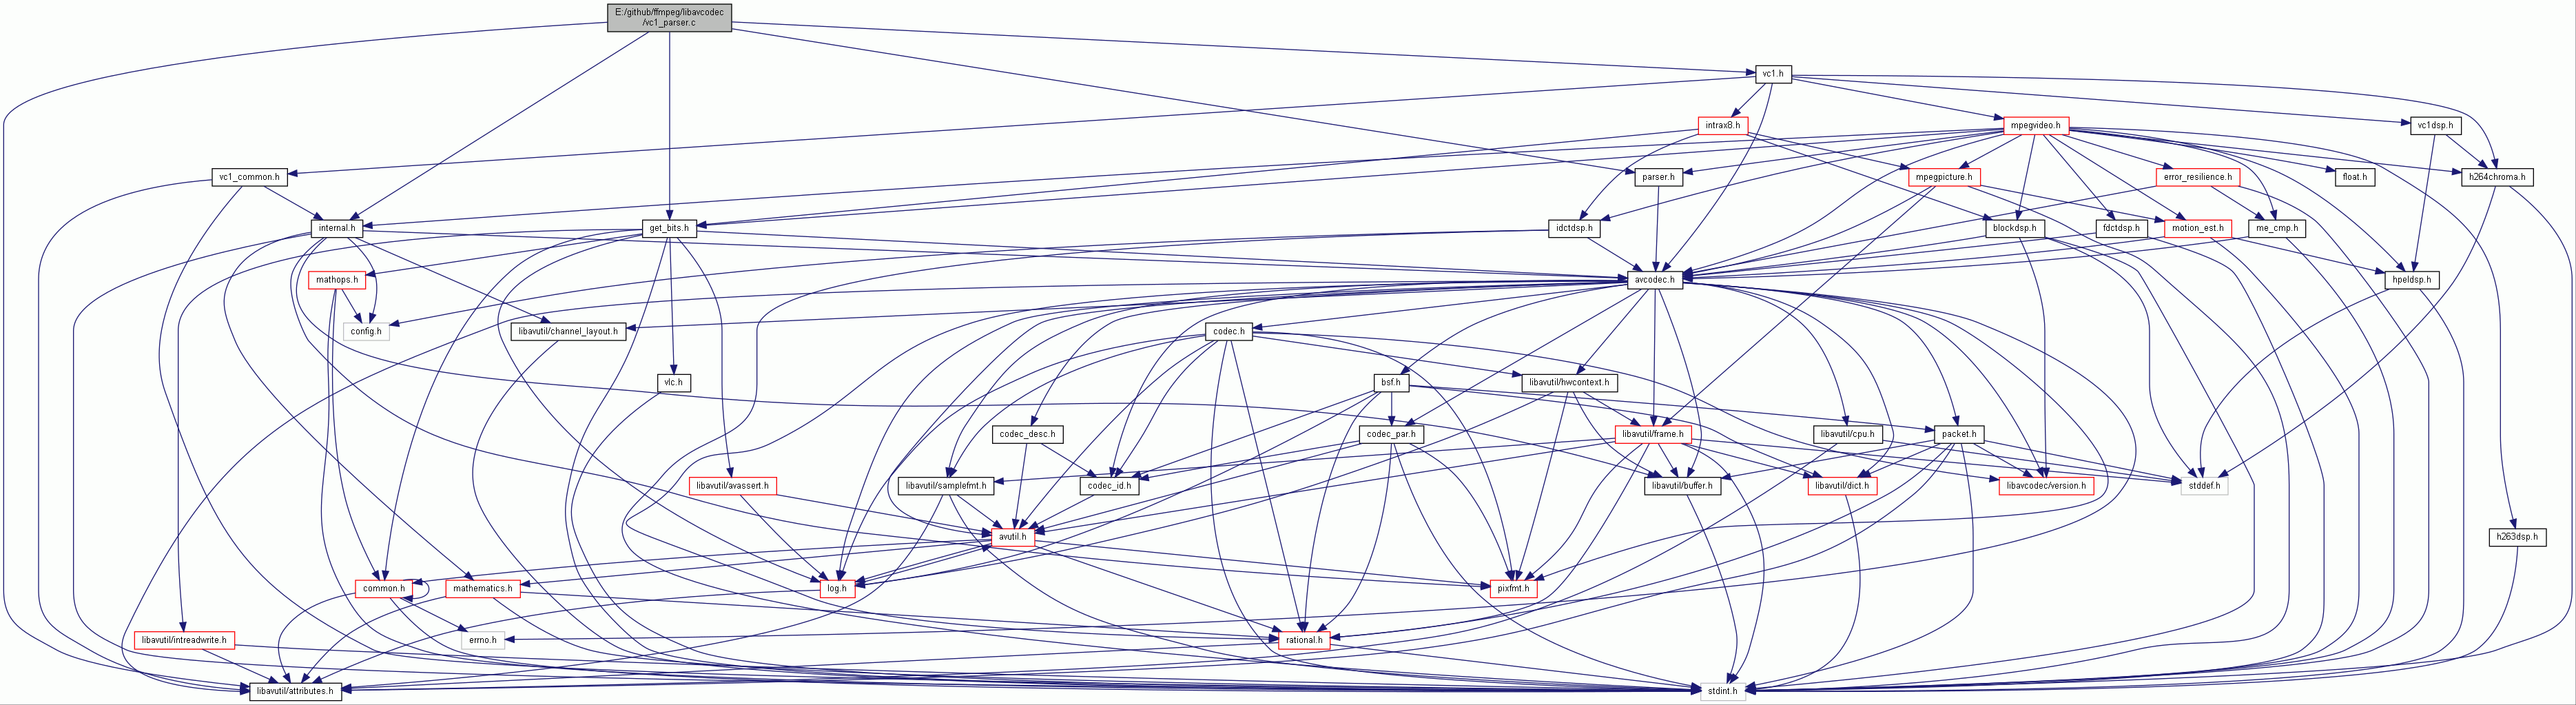 E:/github/ffmpeg/libavcodec
/vc1_parser.c
vc1.h
intrax8.h
mpegvideo.h
vc1dsp.h
vc1_common.h
parser.h
mpegpicture.h
error_resilience.h
float.h
h264chroma.h
internal.h
get_bits.h
idctdsp.h
blockdsp.h
fdctdsp.h
motion_est.h
me_cmp.h
mathops.h
avcodec.h
hpeldsp.h
config.h
libavutil/channel_layout.h
codec.h
vlc.h
bsf.h
libavutil/hwcontext.h
codec_desc.h
codec_par.h
libavutil/frame.h
libavutil/cpu.h
packet.h
libavutil/avassert.h
libavutil/samplefmt.h
codec_id.h
libavutil/buffer.h
libavutil/dict.h
libavcodec/version.h
stddef.h
avutil.h
h263dsp.h
common.h
mathematics.h
log.h
pixfmt.h
libavutil/intreadwrite.h
errno.h
rational.h
libavutil/attributes.h
stdint.h